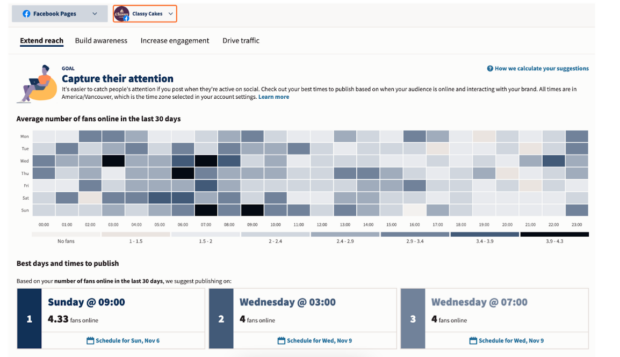 Facebook Pages
Classy Cakes
Extend reach Build awareness Increase engagement Drive traffic
GOAL
Capture their attention
How we calculate your suggestions
It's easier to catch people's attention if you post when they're active on social. Check out your best times to publish based on when your audience is online and interacting with your brand. All times are in
America/Vancouver, which is the time zone selected in your account settings. Learn more
Average number of fans online in the last 30 days
Mon
Tue
Wed
Thu
Fri
Sat
Sun
00:00 01:00 02:00 03:00 04:00 05:00 06:00 07:00 08:00 09:00 10:00 11:00 12:00 13:00 14:00 15:00 16:00 17:00 18:00 19:00 20:00 21:00 22:00 23:00
No fans 1 - 1.5 1.5 - 2 2 - 2.4 2.4 - 2.9 2.9 - 3.4 3.4 - 3.9 3.9 - 4.3
Best days and times to publish
Based on your number of fans online in the last 30 days, we suggest publishing on:
1
Sunday @ 09:00
4.33 fans online
Schedule for Sun, Nov 6
2
Wednesday @ 03:00
4 fans online
Schedule for Wed, Nov 9
3
Wednesday @ 07:00
4 fans online
Schedule for Wed, Nov 9